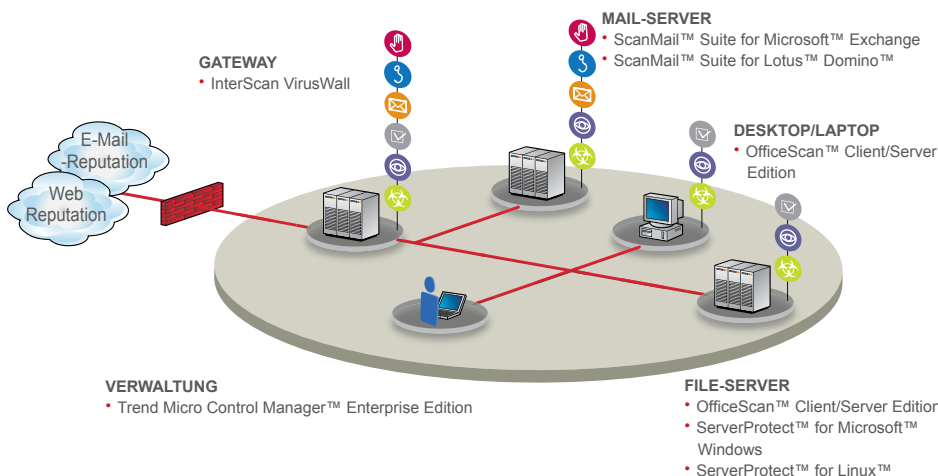 MAIL-SERVER
• ScanMail™ Suite for Microsoft™ Exchange
• ScanMail™ Suite for Lotus™ Domino™
GATEWAY
• InterScan VirusWall
DESKTOP/LAPTOP
• OfficeScan™ Client/Server
Edition
E-Mail
-Reputation
Web
Reputation
VERWALTUNG
• Trend Micro Control Manager™ Enterprise Edition
FILE-SERVER
• OfficeScan™ Client/Server Edition
• ServerProtect™ for Microsoft™
Windows
• ServerProtect™ for Linux™